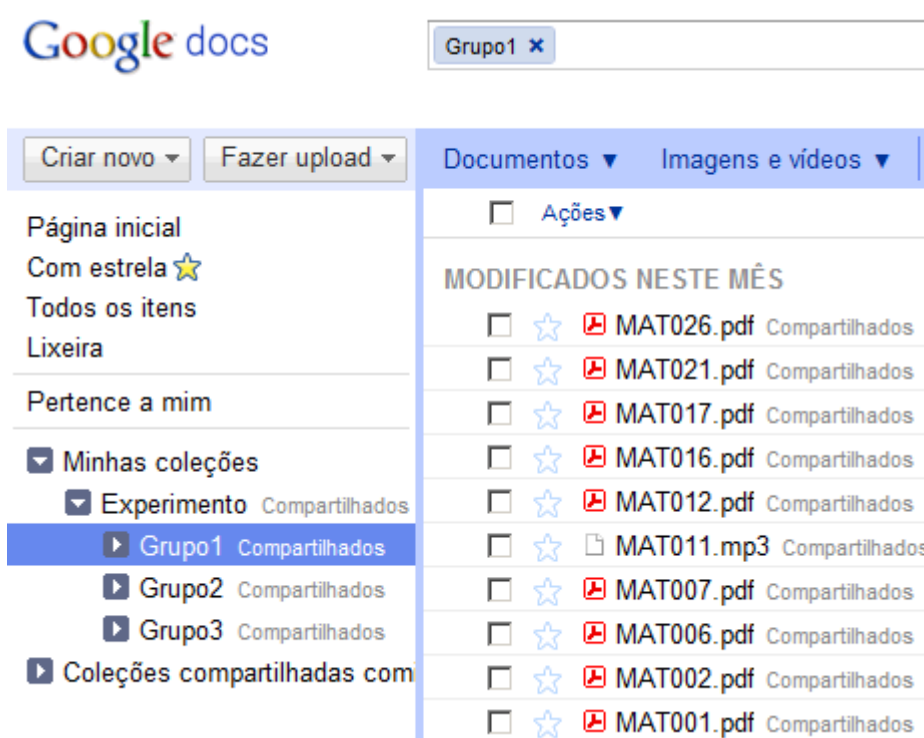 Google docs
Grupo1 ×
Criar novo
Fazer upload
Documentos ▼ Imagens e vídeos ▼
Página inicial
Com estrela
Todos os itens
Lixeira
Pertence a mim
Minhas coleções
Experimento Compartilhados
Grupo1 Compartilhados
Grupo2 Compartilhados
Grupo3 Compartilhados
Coleções compartilhadas com
Ações▼
MODIFICADOS NESTE MÊS
MAT026.pdf Compartilhados
MAT021.pdf Compartilhados
MAT017.pdf Compartilhados
MAT016.pdf Compartilhados
MAT012.pdf Compartilhados
MAT011.mp3 Compartilhados
MAT007.pdf Compartilhados
MAT006.pdf Compartilhados
MAT002.pdf Compartilhados
MAT001.pdf Compartilhados